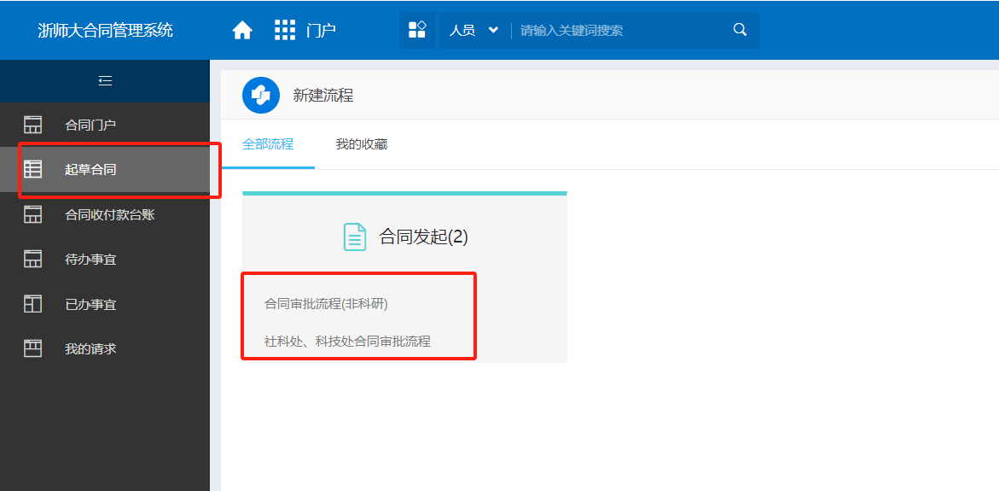 浙师大合同管理系统
门户
人员
请输入关键词搜索
合同门户
起草合同
合同收付款台账
待办事宜
已办事宜
我的请求
新建流程
全部流程
我的收藏
合同发起(2)
合同审批流程(非科研)
社科处、科技处合同审批流程